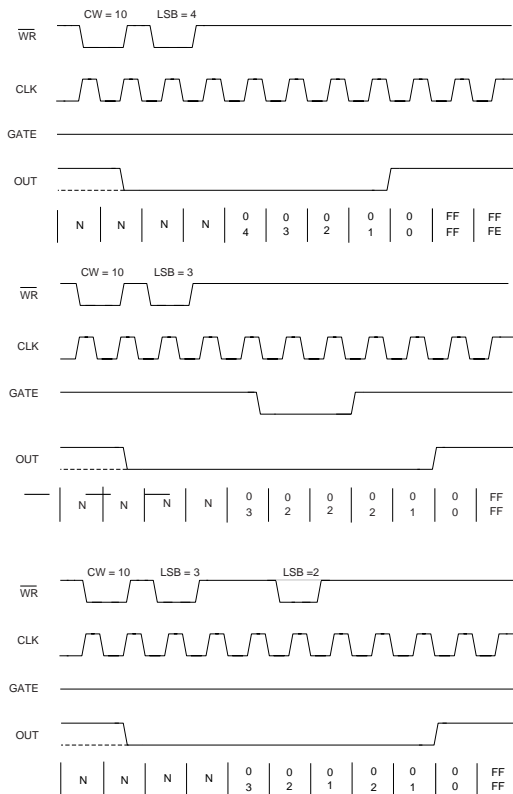 CW = 10 LSB = 4
WR
CLK
GATE
OUT
N N N N 0 0 0 0 0 FF FF
4 3 2 1 0 FF FE
CW = 10 LSB = 3
WR
CLK
GATE
OUT
N N N N 0 0 0 0 0 0 FF
3 2 2 2 1 0 FF
CW = 10 LSB = 3 LSB =2
WR
CLK
GATE
OUT
N N N N 0 0 0 0 0 0 FF
3 2 1 2 1 0 FF